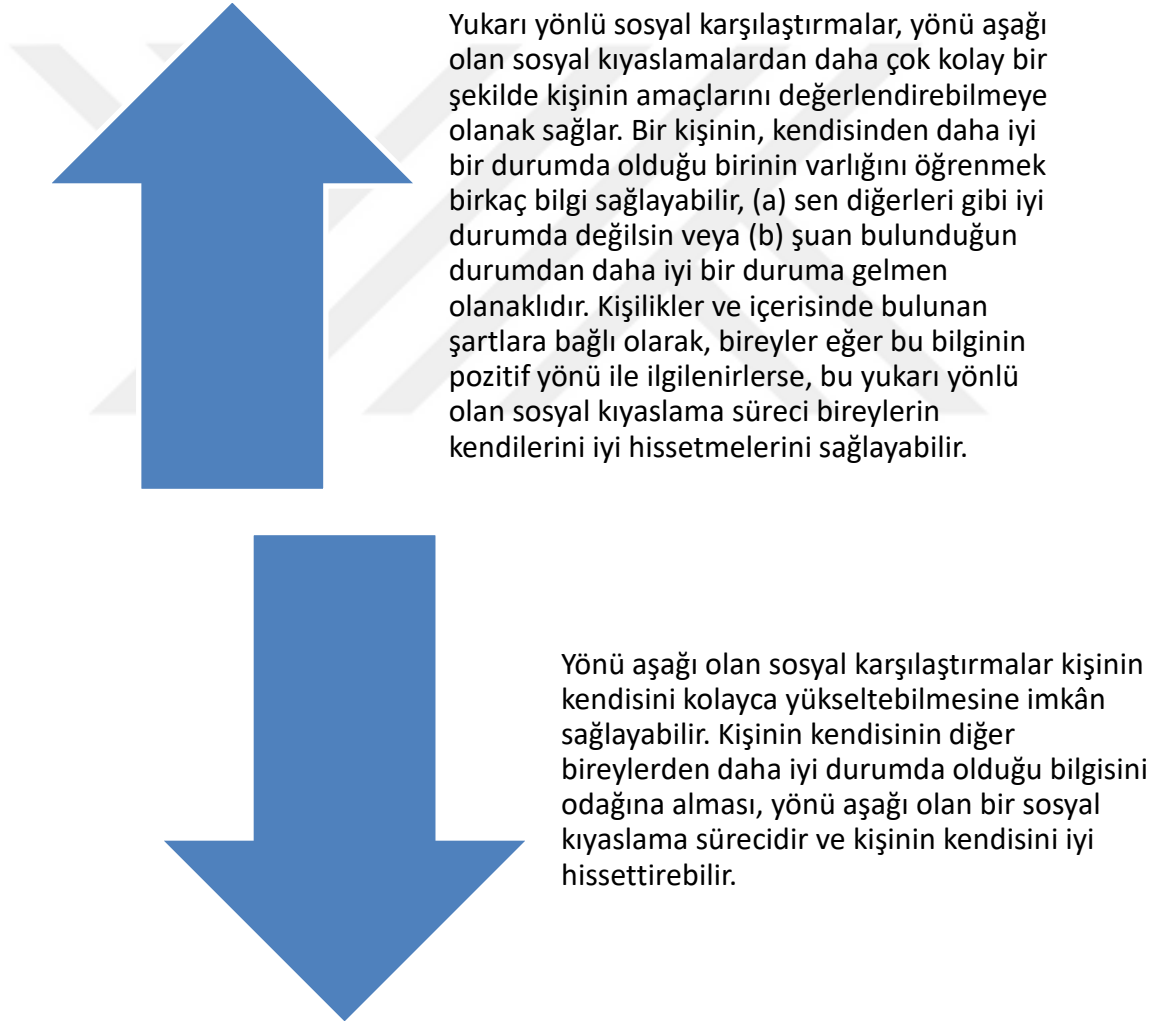 Yukarı yönlü sosyal karşılaştırmalar, yönü aşağı
olan sosyal kıyaslamalardan daha çok kolay bir
şekilde kişinin amaçlarını değerlendirebilmeye
olanak sağlar. Bir kişinin, kendisinden daha iyi
bir durumda olduğu birinin varlığını öğrenmek
birkaç bilgi sağlayabilir, (a) sen diğerleri gibi iyi
durumda değilsin veya (b) şuan bulunduğun
durumdan daha iyi bir duruma gelmen
olanaklıdır. Kişilikler ve içerisinde bulunan
şartlara bağlı olarak, bireyler eğer bu bilginin
pozitif yönü ile ilgilenirlerse, bu yukarı yönlü
olan sosyal kıyaslama süreci bireylerin
kendilerini iyi hissetmelerini sağlayabilir.
Yönü aşağı olan sosyal karşılaştırmalar kişinin
kendisini kolayca yükseltebilmesine imkân
sağlayabilir. Kişinin kendisinin diğer
bireylerden daha iyi durumda olduğu bilgisini
odağına alması, yönü aşağı olan bir sosyal
kıyaslama sürecidir ve kişinin kendisini iyi
hissettirebilir.